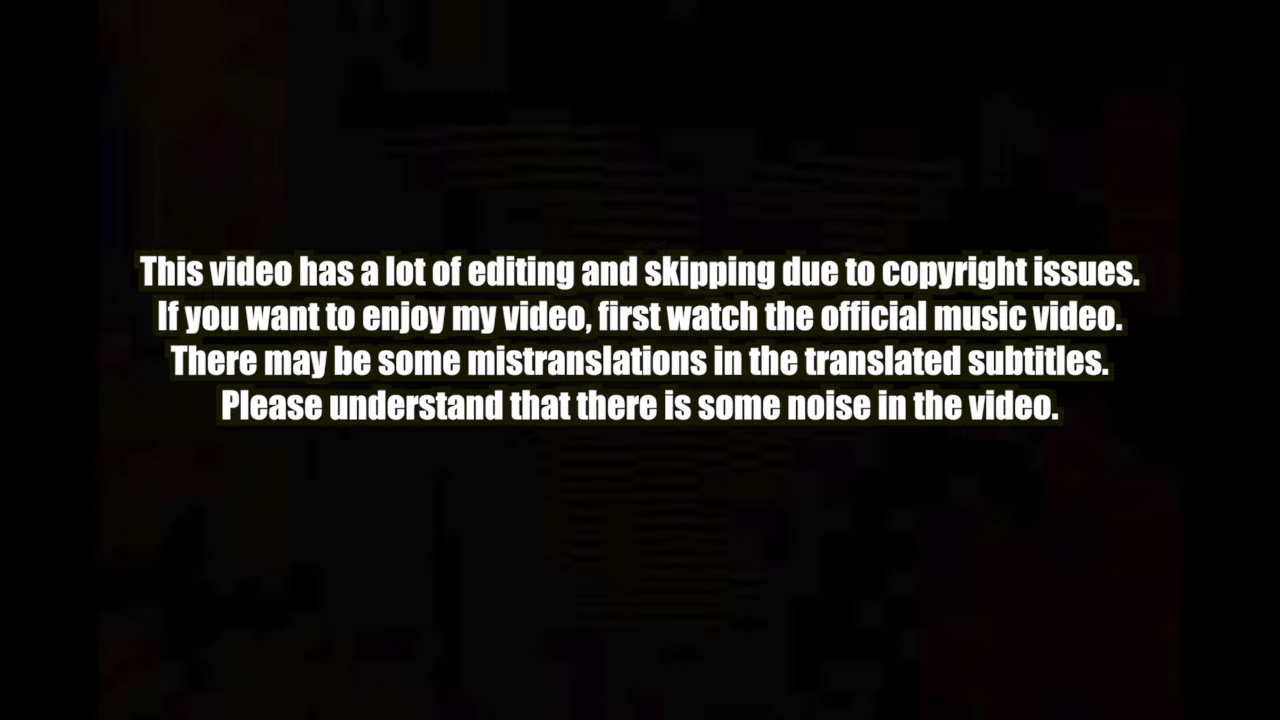 This video has a lot of editing and skipping due to copyright issues.
If you want to enjoy my video, first watch the official music video.
There may be some mistranslations in the translated subtitles.
Please understand that there is some noise in the video.